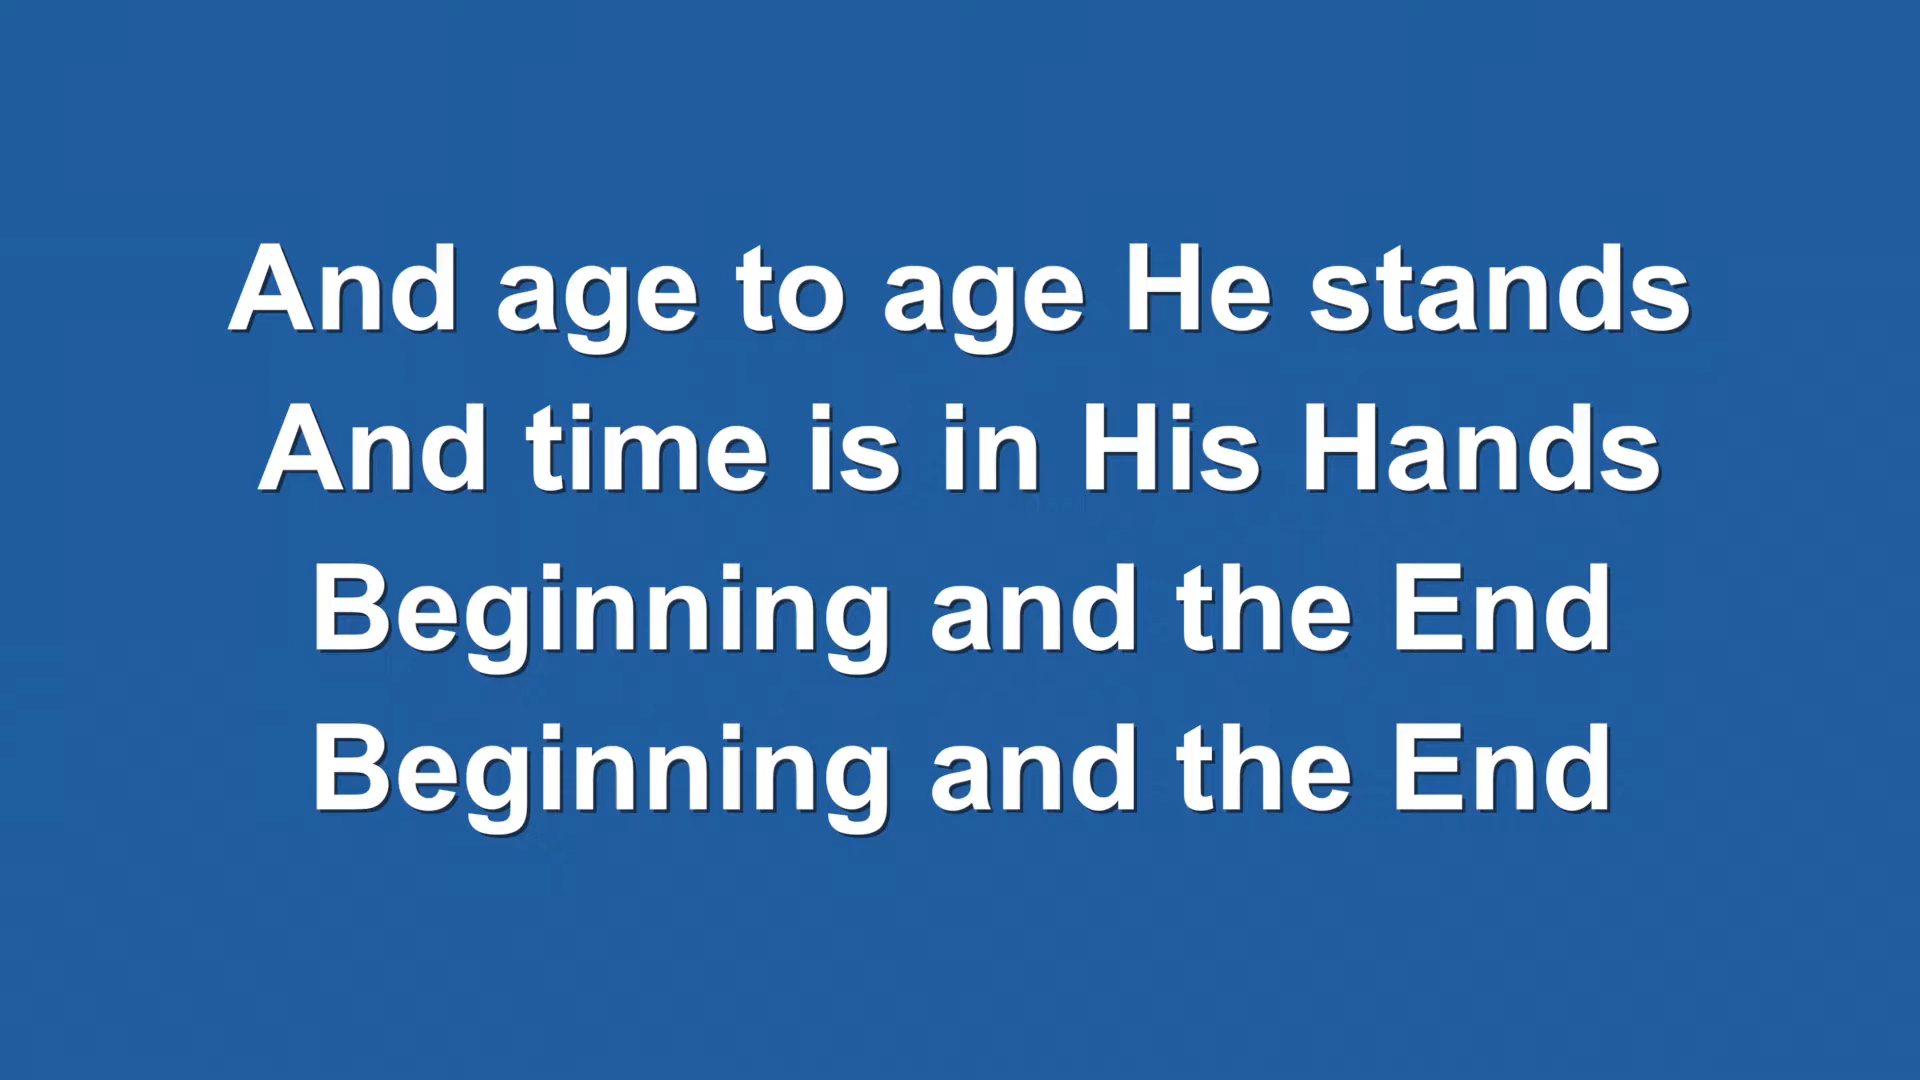 And age to age He stands
And time is in His Hands
Beginning and the End
Beginning and the End